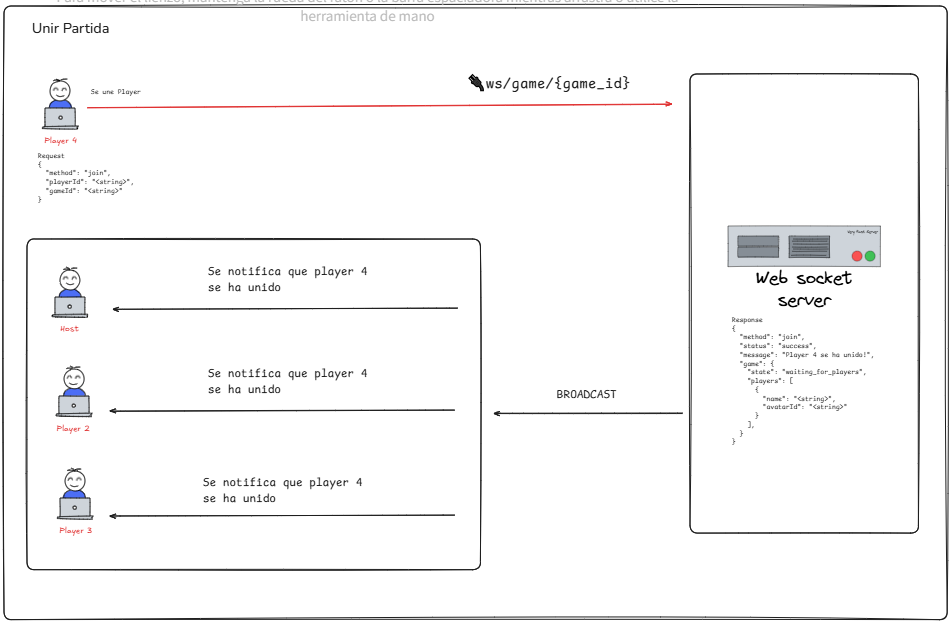 Para mover el lienzo, mantenga la rueda del ratón o la barra espaciadora mientras arrastra o utilice la
herramienta de mano
Unir Partida
Se une Player
ws/game/{game_id}
Player 4
Request
{
"method": "join",
"playerId": "<string>",
"gameId": "<string>"
}
Very Fast Server
Web socket
server
Response
{
"method": "join",
"status": "success",
"message": "Player 4 se ha unido!",
"game": {
"state": "waiting_for_players",
"players": [
{
"name": "<string>",
"avatarId": "<string>"
}
],
}
}
BROADCAST
Se notifica que player 4
se ha unido
Host
Se notifica que player 4
se ha unido
Player 2
Se notifica que player 4
se ha unido
Player 3